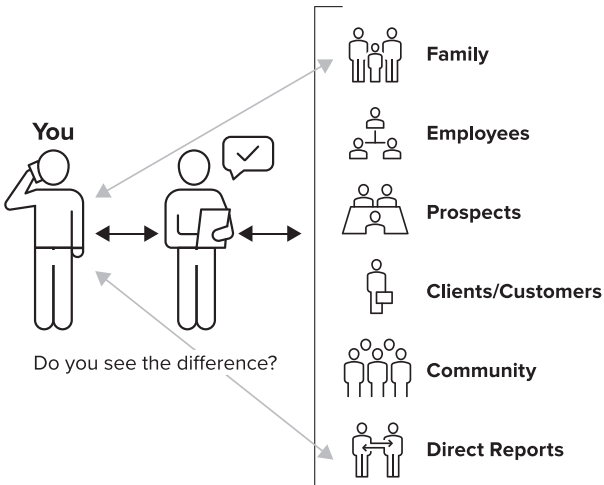 Family
You
Employees
Prospects
Clients/Customers
Do you see the difference?
Community
Direct Reports